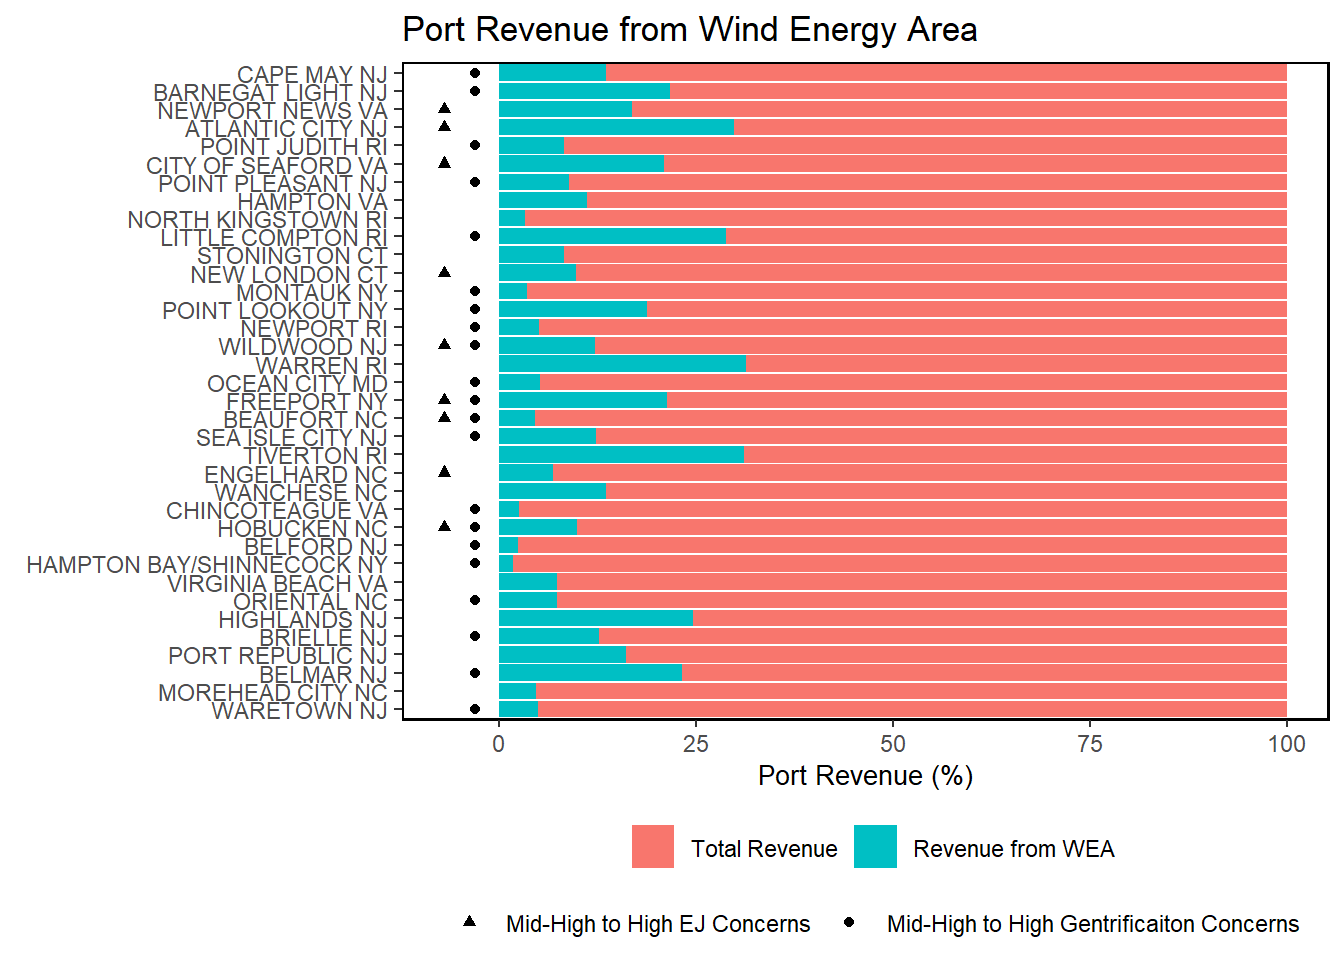 Port Revenue from Wind Energy Area
CAPE MAY NJ
BARNEGAT LIGHT NJ
NEWPORT NEWS VA
ATLANTIC CITY NJ
POINT JUDITH RI
CITY OF SEAFORD VA
POINT PLEASANT NJ
HAMPTON VA
NORTH KINGSTOWN RI
LITTLE COMPTON RI
STONINGTON CT
NEW LONDON CT
MONTAUK NY
POINT LOOKOUT NY
NEWPORT RI
WILDWOOD NJ
WARREN RI
OCEAN CITY MD
FREEPORT NY
BEAUFORT NC
SEA ISLE CITY NJ
TIVERTON RI
ENGELHARD NC
WANCHESE NC
CHINCOTEAGUE VA
HOBUCKEN NC
BELFORD NJ
HAMPTON BAY/SHINNECOCK NY
VIRGINIA BEACH VA
ORIENTAL NC
HIGHLANDS NJ
BRIELLE NJ
PORT REPUBLIC NJ
BELMAR NJ
MOREHEAD CITY NC
WARETOWN NJ
0 25 50 75 100
Port Revenue (%)
Total Revenue Revenue from WEA
Mid-High to High EJ Concerns Mid-High to High Gentrificaiton Concerns